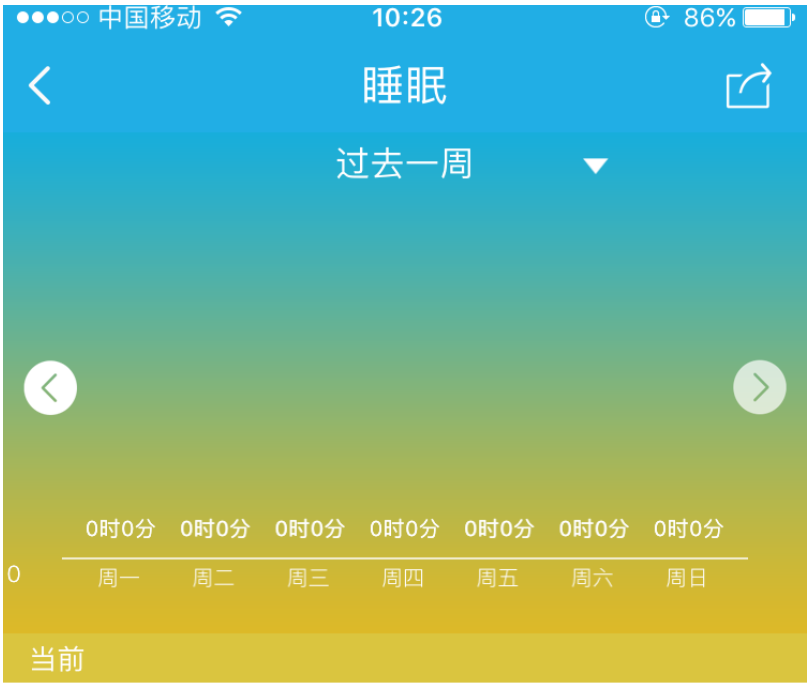 中国移动 10:26 86%
睡眠
过去一周
0时0分 0时0分 0时0分 0时0分 0时0分 0时0分 0时0分
0 周一 周二 周三 周四 周五 周六 周日
当前